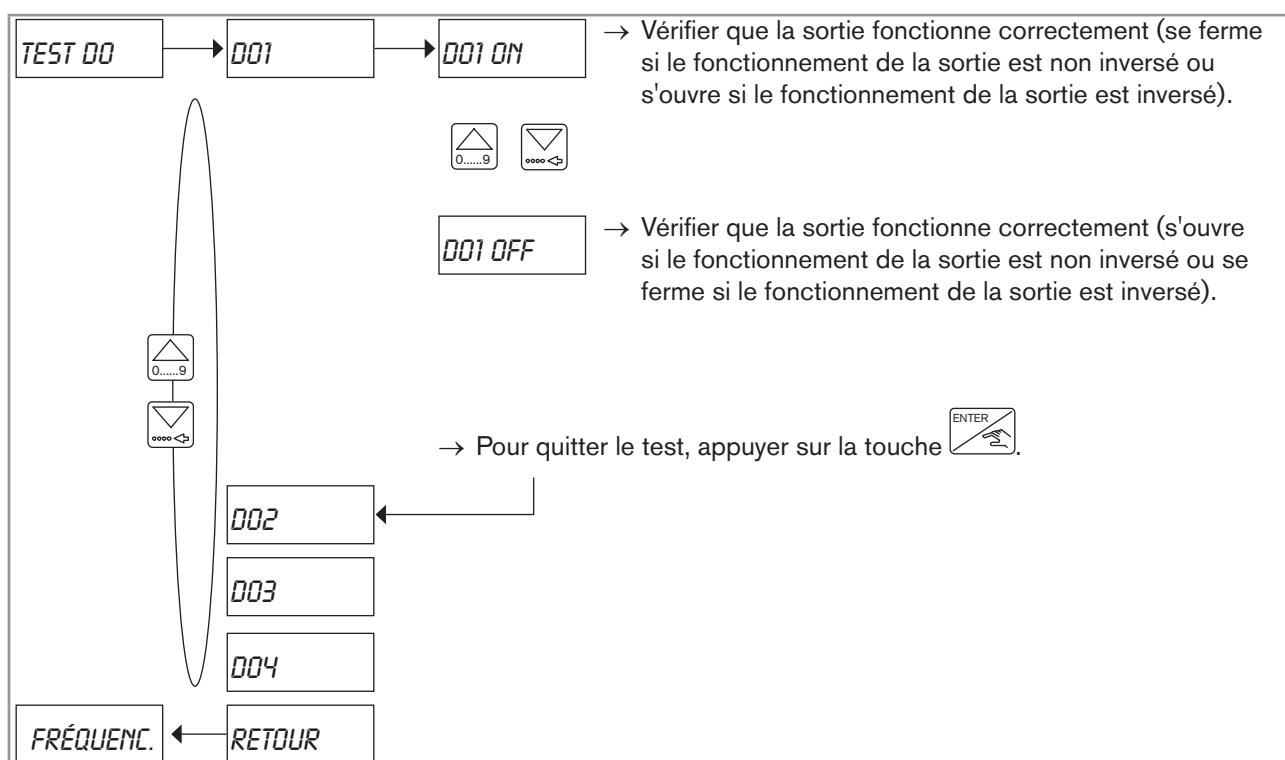 TEST DO
DO1
DO1 ON
→ Vérifier que la sortie fonctionne correctement (se ferme
si le fonctionnement de la sortie est non inversé ou
s'ouvre si le fonctionnement de la sortie est inversé).
0......9
DO1 OFF
→ Vérifier que la sortie fonctionne correctement (s'ouvre
si le fonctionnement de la sortie est non inversé ou se
ferme si le fonctionnement de la sortie est inversé).
0......9
→ Pour quitter le test, appuyer sur la touche ENTER.
DO2
DO3
DO4
FRÉQUENC.
RETOUR